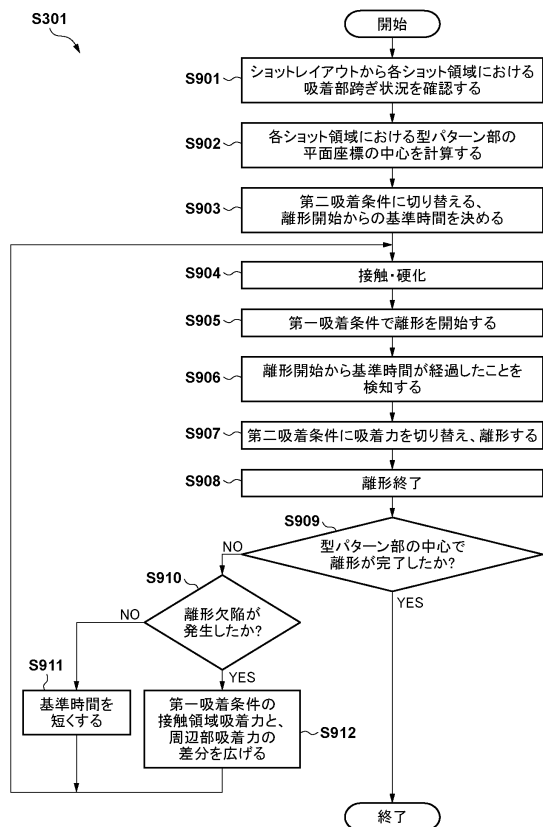 S301
開始
S901
ショットレイアウトから各ショット領域における
吸着部跨ぎ状況を確認する
S902
各ショット領域における型パターン部の
平面座標の中心を計算する
S903
第二吸着条件に切り替える、
離形開始からの基準時間を決める
S904
接触・硬化
S905
第一吸着条件で離形を開始する
S906
離形開始から基準時間が経過したことを
検知する
S907
第二吸着条件に吸着力を切り替え、離形する
S908
離形終了
S909
型パターン部の中心で
離形が完了したか?
NO
YES
S910
離形欠陥が
発生したか?
NO
YES
S911
基準時間を
短くする
S912
第一吸着条件の
接触領域吸着力と、
周辺部吸着力の
差分を広げる
終了